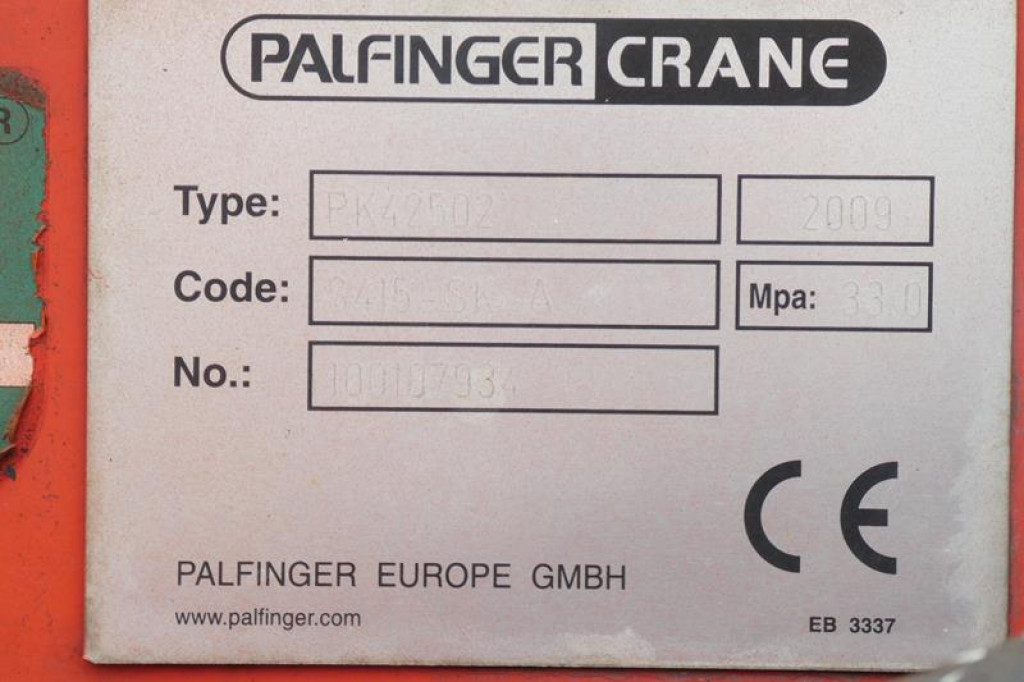 PALFINGER CRANE
Type: PK42502 2009
Code: Mpa: 33.0
No.: 100107934
PALFINGER EUROPE GMBH
www.palfinger.com
CE
EB 3337
R